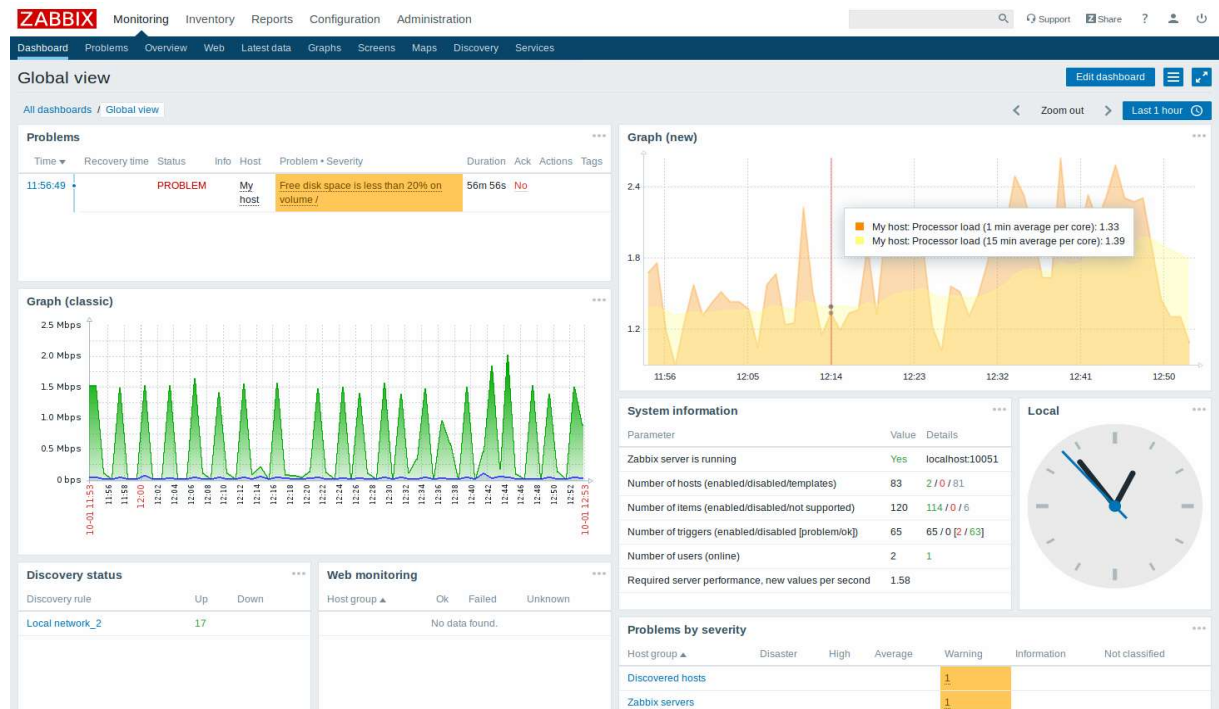 ZABBIX Monitoring Inventory Reports Configuration Administration Support Z Share ?
Dashboard Problems Overview Web Latest data Graphs Screens Maps Discovery Services
Global view Edit dashboard
All dashboards / Global view Zoom out Last 1 hour
Problems
Time Recovery time Status Info Host Problem • Severity Duration Ack Actions Tags
11:56:49 PROBLEM My host Free disk space is less than 20% on volume / 56m 56s No
Graph (new)
2.4
1.8
1.2
My host: Processor load (1 min average per core): 1.33
My host: Processor load (15 min average per core): 1.39
11:56 12:05 12:14 12:23 12:32 12:41 12:50
Graph (classic)
2.5 Mbps
2.0 Mbps
1.5 Mbps
1.0 Mbps
0.5 Mbps
0 bps
10-01 11:53 11:56 11:58 12:00 12:02 12:04 12:06 12:08 12:10 12:12 12:14 12:16 12:18 12:20 12:22 12:24 12:26 12:28 12:30 12:32 12:34 12:36 12:38 12:40 12:42 12:44 12:46 12:48 12:50 12:52 10-01 12:53
System information
Parameter Value Details
Zabbix server is running Yes localhost:10051
Number of hosts (enabled/disabled/templates) 83 2 / 0 / 81
Number of items (enabled/disabled/not supported) 120 114 / 0 / 6
Number of triggers (enabled/disabled [problem/ok]) 65 65 / 0 [2 / 63]
Number of users (online) 2 1
Required server performance, new values per second 1.58
Local
Discovery status
Discovery rule Up Down
Local network_2 17
Web monitoring
Host group Ok Failed Unknown
No data found.
Problems by severity
Host group Disaster High Average Warning Information Not classified
Discovered hosts 1
Zabbix servers 1